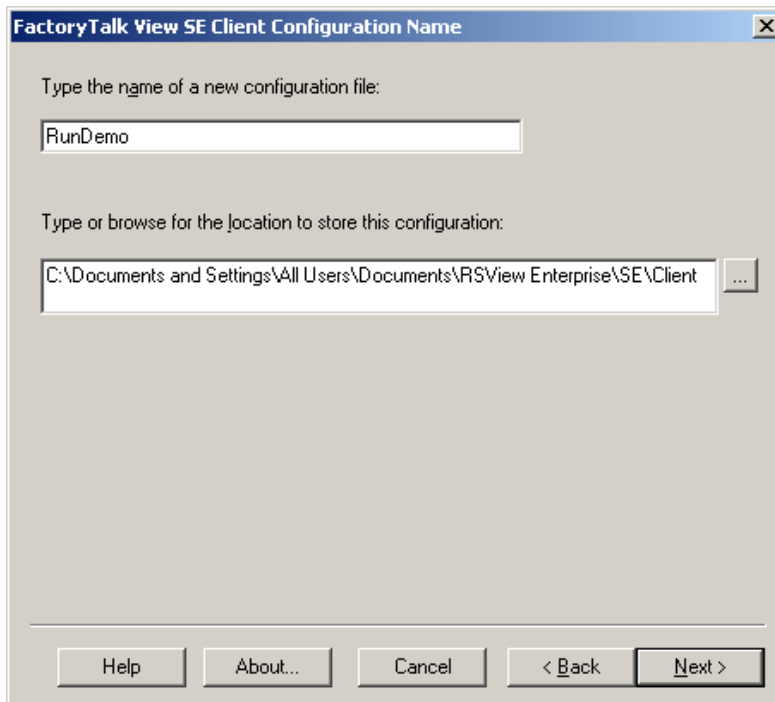 FactoryTalk View SE Client Configuration Name
Type the name of a new configuration file:
RunDemo
Type or browse for the location to store this configuration:
C:\Documents and Settings\All Users\Documents\RSView Enterprise\SE\Client
...
Help About... Cancel < Back Next >